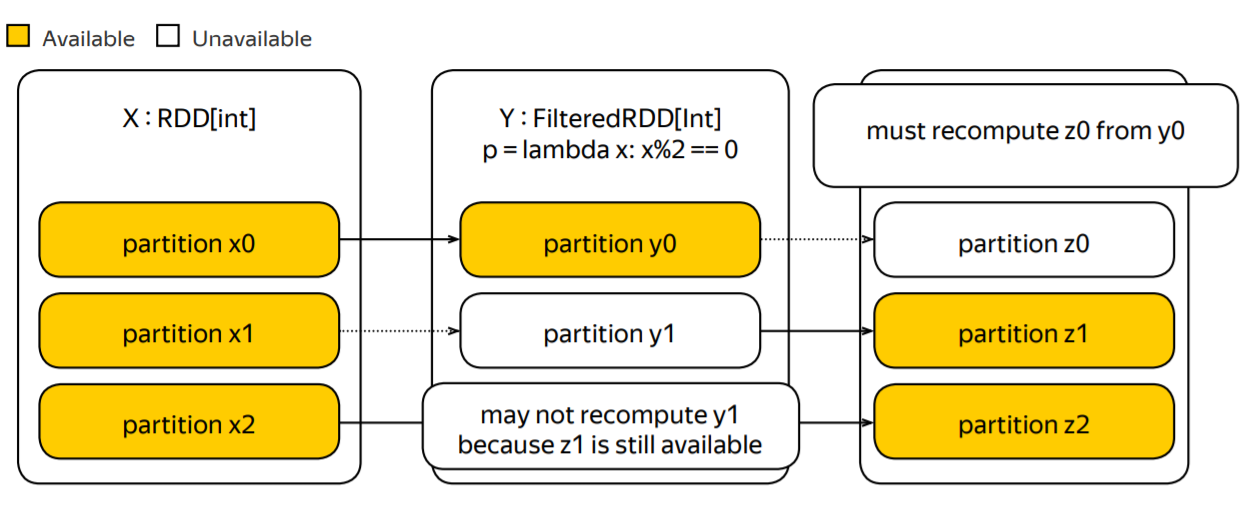 Available
Unavailable
X : RDD[int]
Y : FilteredRDD[Int]
p = lambda x: x%2 == 0
must recompute z0 from y0
partition x0
partition y0
partition z0
partition x1
partition y1
partition z1
partition x2
may not recompute y1
because z1 is still available
partition z2